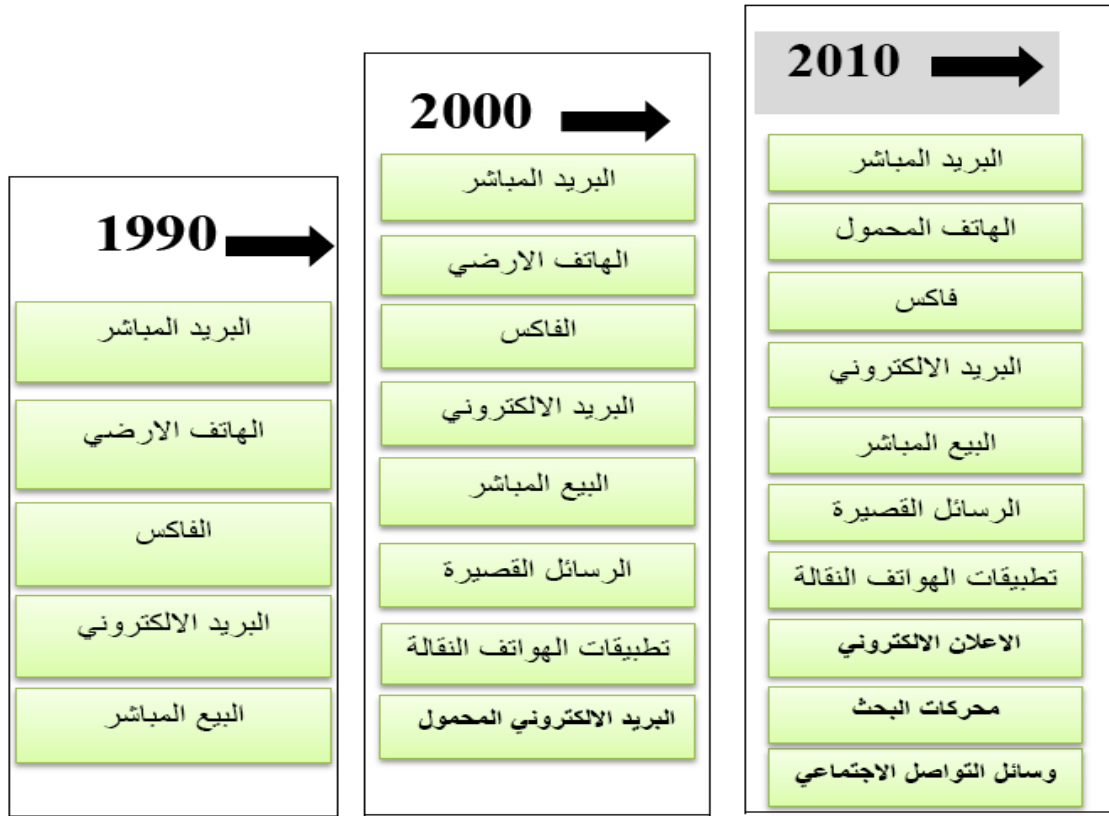 1990
البريد المباشر
الهاتف الارضي
الفاكس
البريد الالكتروني
البيع المباشر
2000
البريد المباشر
الهاتف الارضي
الفاكس
البريد الالكتروني
البيع المباشر
الرسائل القصيرة
تطبيقات الهواتف النقالة
البريد الالكتروني المحمول
2010
البريد المباشر
الهاتف المحمول
فاكس
البريد الالكتروني
البيع المباشر
الرسائل القصيرة
تطبيقات الهواتف النقالة
الاعلان الالكتروني
محركات البحث
وسائل التواصل الاجتماعي